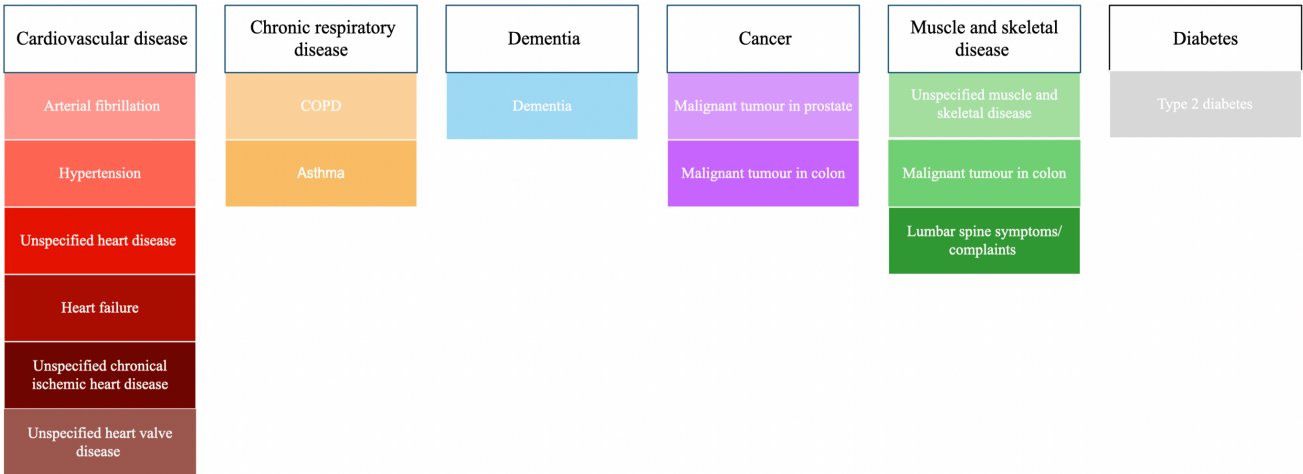 Cardiovascular disease
Arterial fibrillation
Hypertension
Unspecified heart disease
Heart failure
Unspecified chronical
ischemic heart disease
Unspecified heart valve
disease
Chronic respiratory
disease
COPD
Asthma
Dementia
Dementia
Cancer
Malignant tumour in prostate
Malignant tumour in colon
Muscle and skeletal
disease
Unspecified muscle and
skeletal disease
Malignant tumour in colon
Lumbar spine symptoms/
complaints
Diabetes
Type 2 diabetes